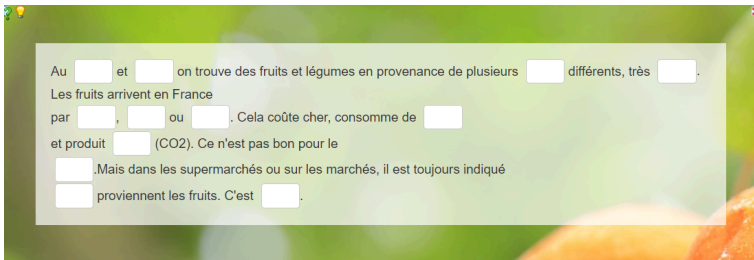 Au et on trouve des fruits et légumes en provenance de plusieurs différents, très .
Les fruits arrivent en France
par , ou . Cela coûte cher, consomme de
et produit (CO2). Ce n'est pas bon pour le
.Mais dans les supermarchés ou sur les marchés, il est toujours indiqué
proviennent les fruits. C'est .